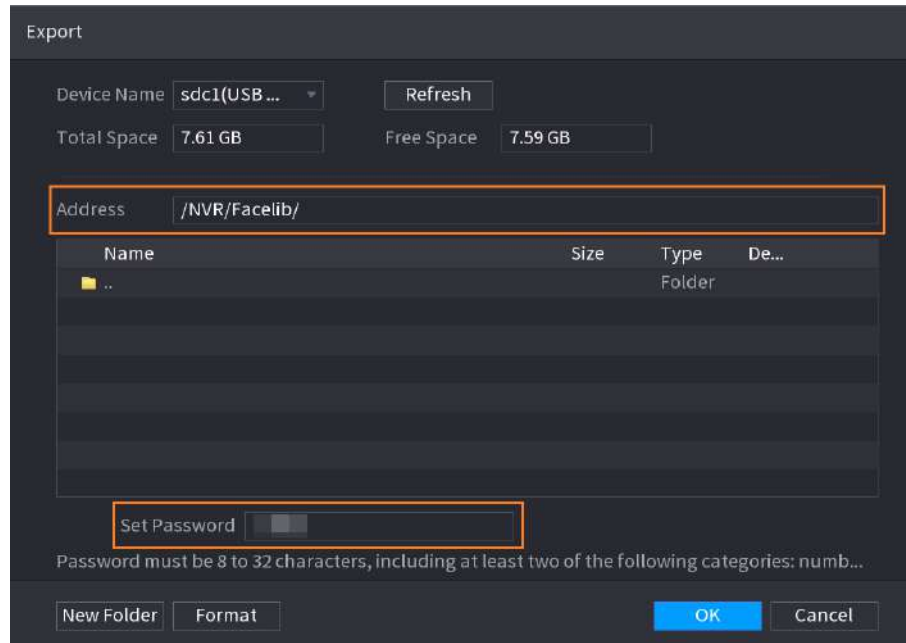 Export
Device Name sdc1(USB ... Refresh
Total Space 7.61 GB Free Space 7.59 GB
Address /NVR/Facelib/
Name Size Type De...
.. Folder
Set Password
Password must be 8 to 32 characters, including at least two of the following categories: numb...
New Folder Format OK Cancel